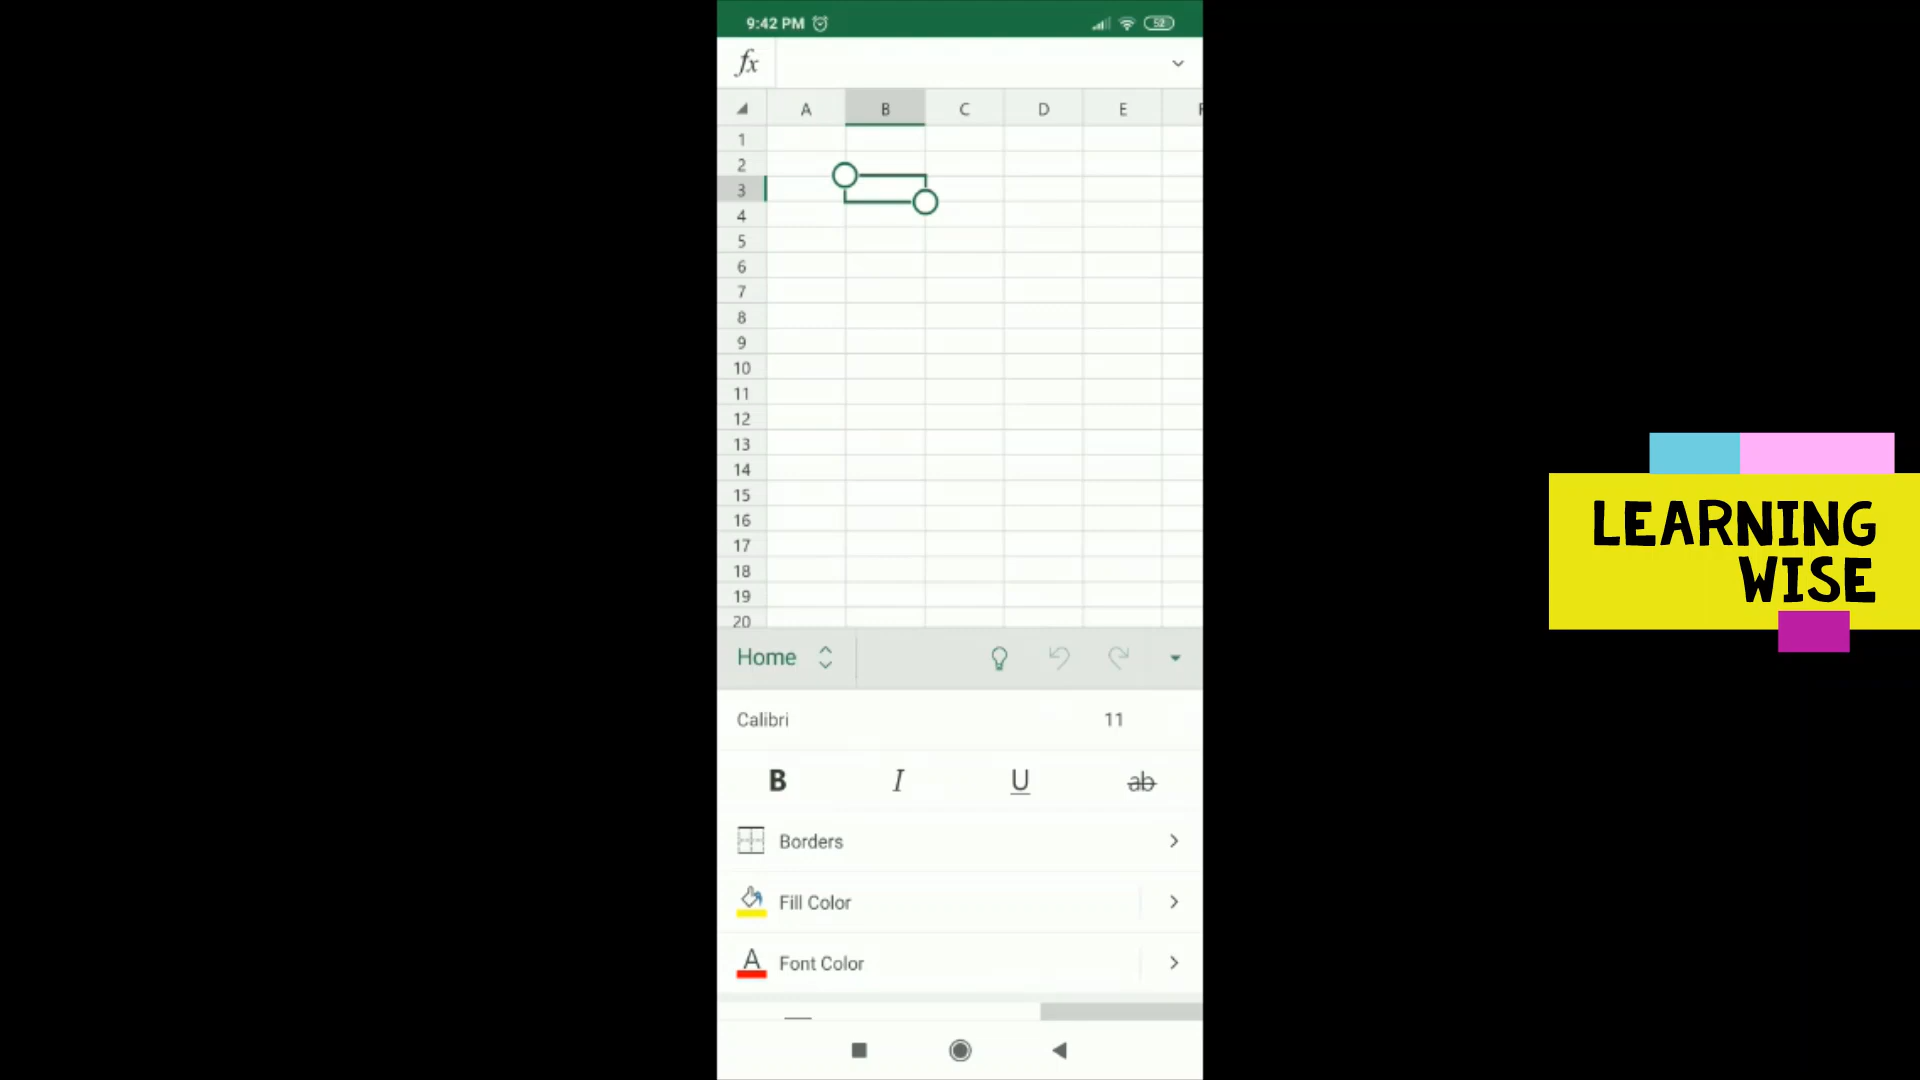 9:42 PM
52
fx
A B C D E F
1
2
3
4
5
6
7
8
9
10
11
12
13
14
15
16
17
18
19
20
LEARNING
WISE
Home
Calibri 11
B I U ab
Borders
Fill Color
A Font Color